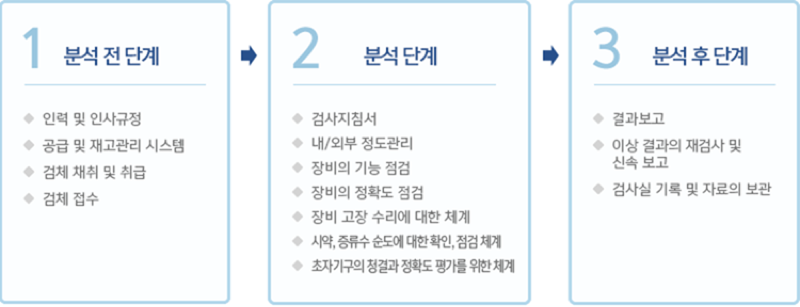 1 분석 전 단계
인력 및 인사규정
공급 및 재고관리 시스템
검체 채취 및 취급
검체 접수
2 분석 단계
검사지침서
내/외부 정도관리
장비의 기능 점검
장비의 정확도 점검
장비 고장 수리에 대한 체계
시약, 증류수 순도에 대한 확인, 점검 체계
초자기구의 청결과 정확도 평가를 위한 체계
3 분석 후 단계
결과보고
이상 결과의 재검사 및
신속 보고
검사실 기록 및 자료의 보관